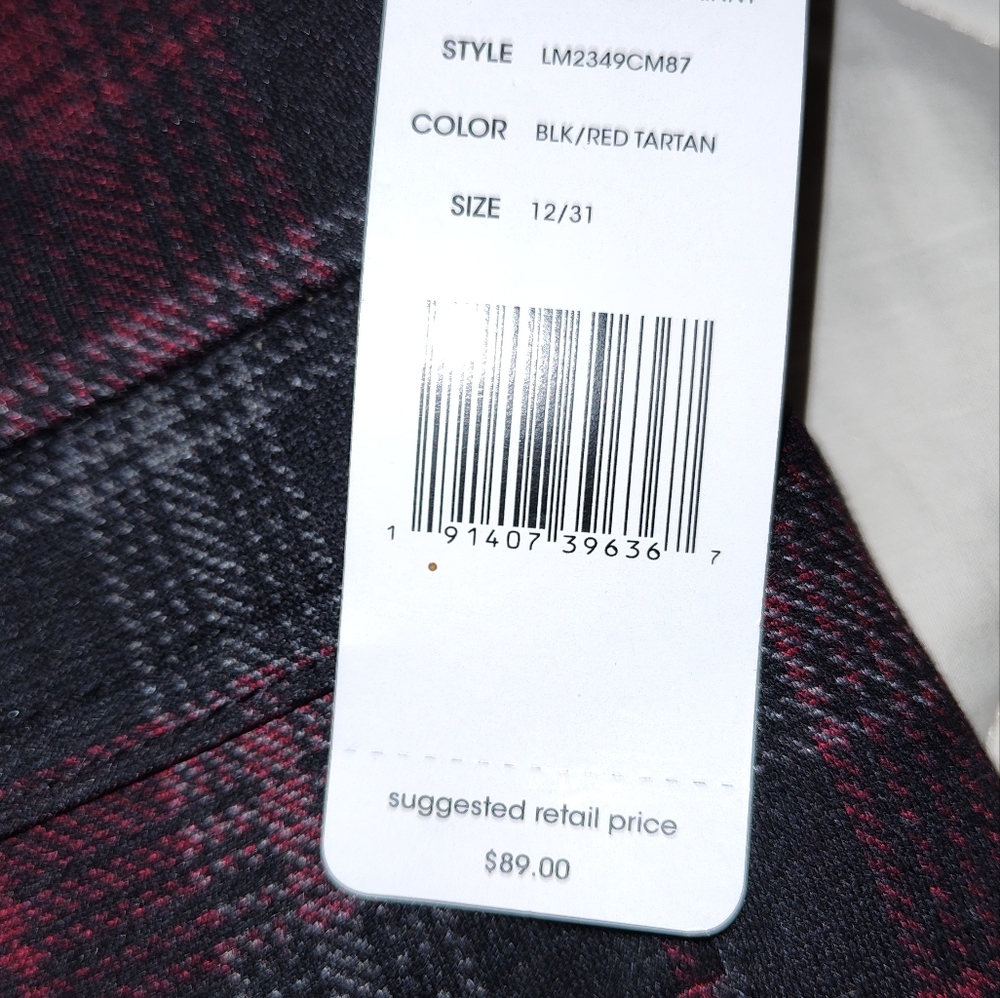 STYLE LM2349CM87
COLOR BLK/RED TARTAN
SIZE 12/31
1 91407 39636 7
suggested retail price
$89.00